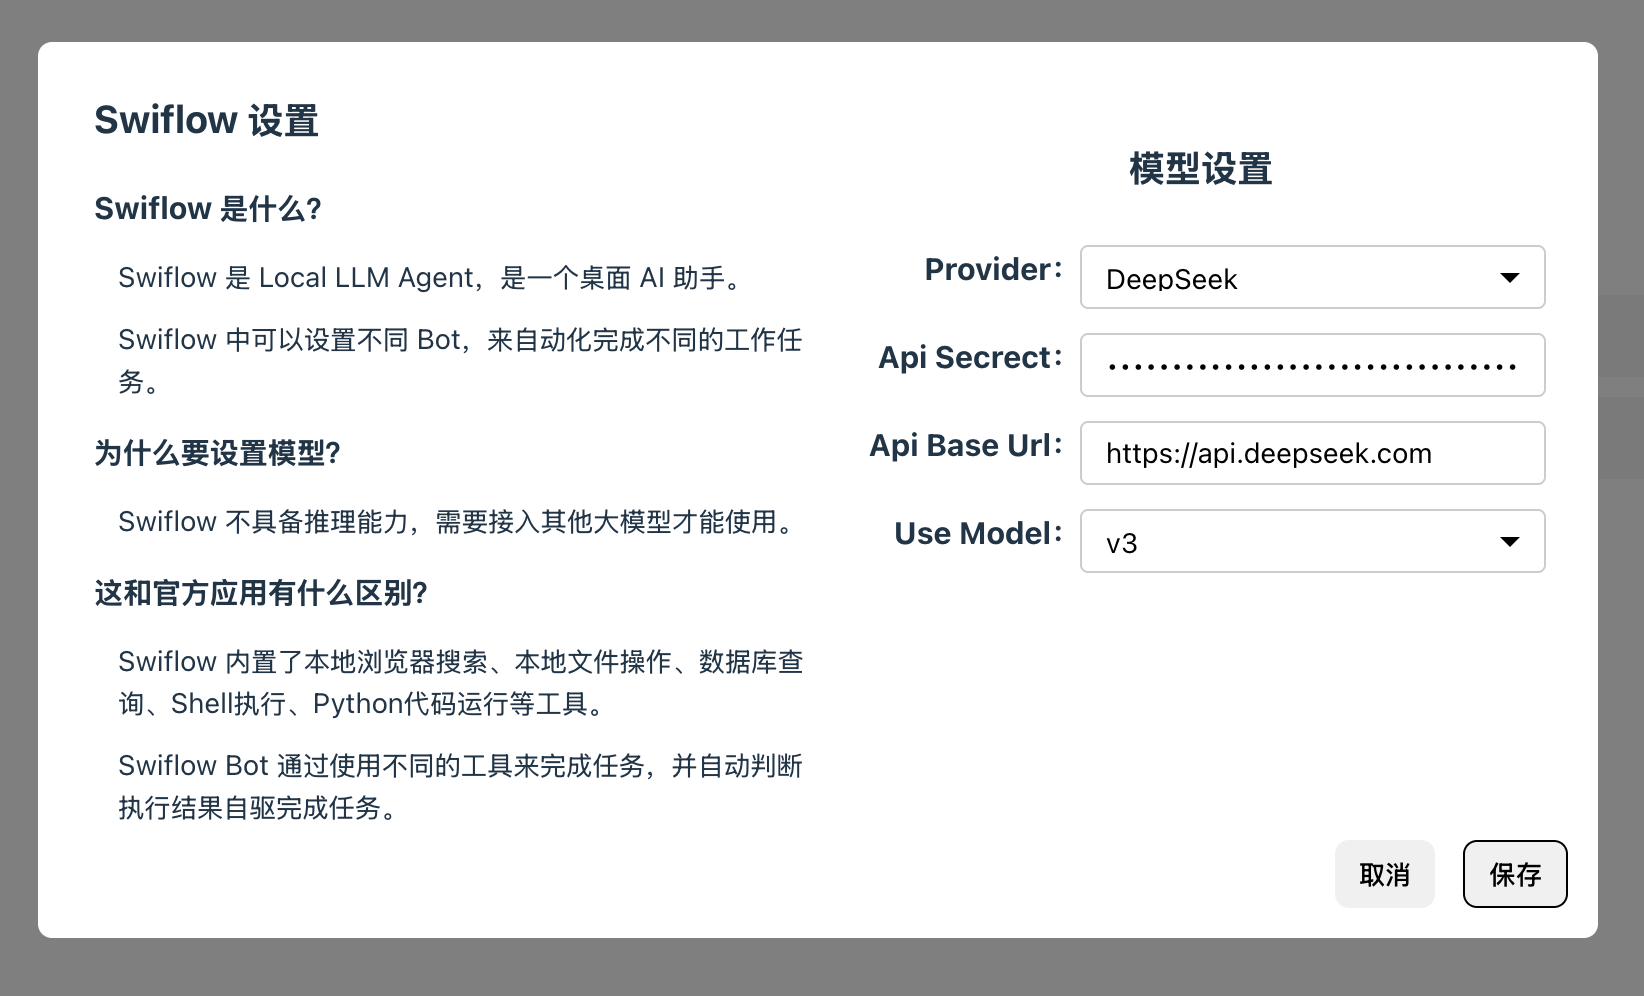 Swiflow 设置
Swiflow 是什么?
Swiflow 是 Local LLM Agent，是一个桌面 AI 助手。
Swiflow 中可以设置不同 Bot，来自动化完成不同的工作任
务。
为什么要设置模型?
Swiflow 不具备推理能力，需要接入其他大模型才能使用。
这和官方应用有什么区别?
Swiflow 内置了本地浏览器搜索、本地文件操作、数据库查
询、Shell执行、Python代码运行等工具。
Swiflow Bot 通过使用不同的工具来完成任务，并自动判断
执行结果自驱完成任务。
模型设置
Provider: DeepSeek
Api Secrect: ••••••••••••••••••••••••••••••••
Api Base Url: https://api.deepseek.com
Use Model: v3
取消 保存